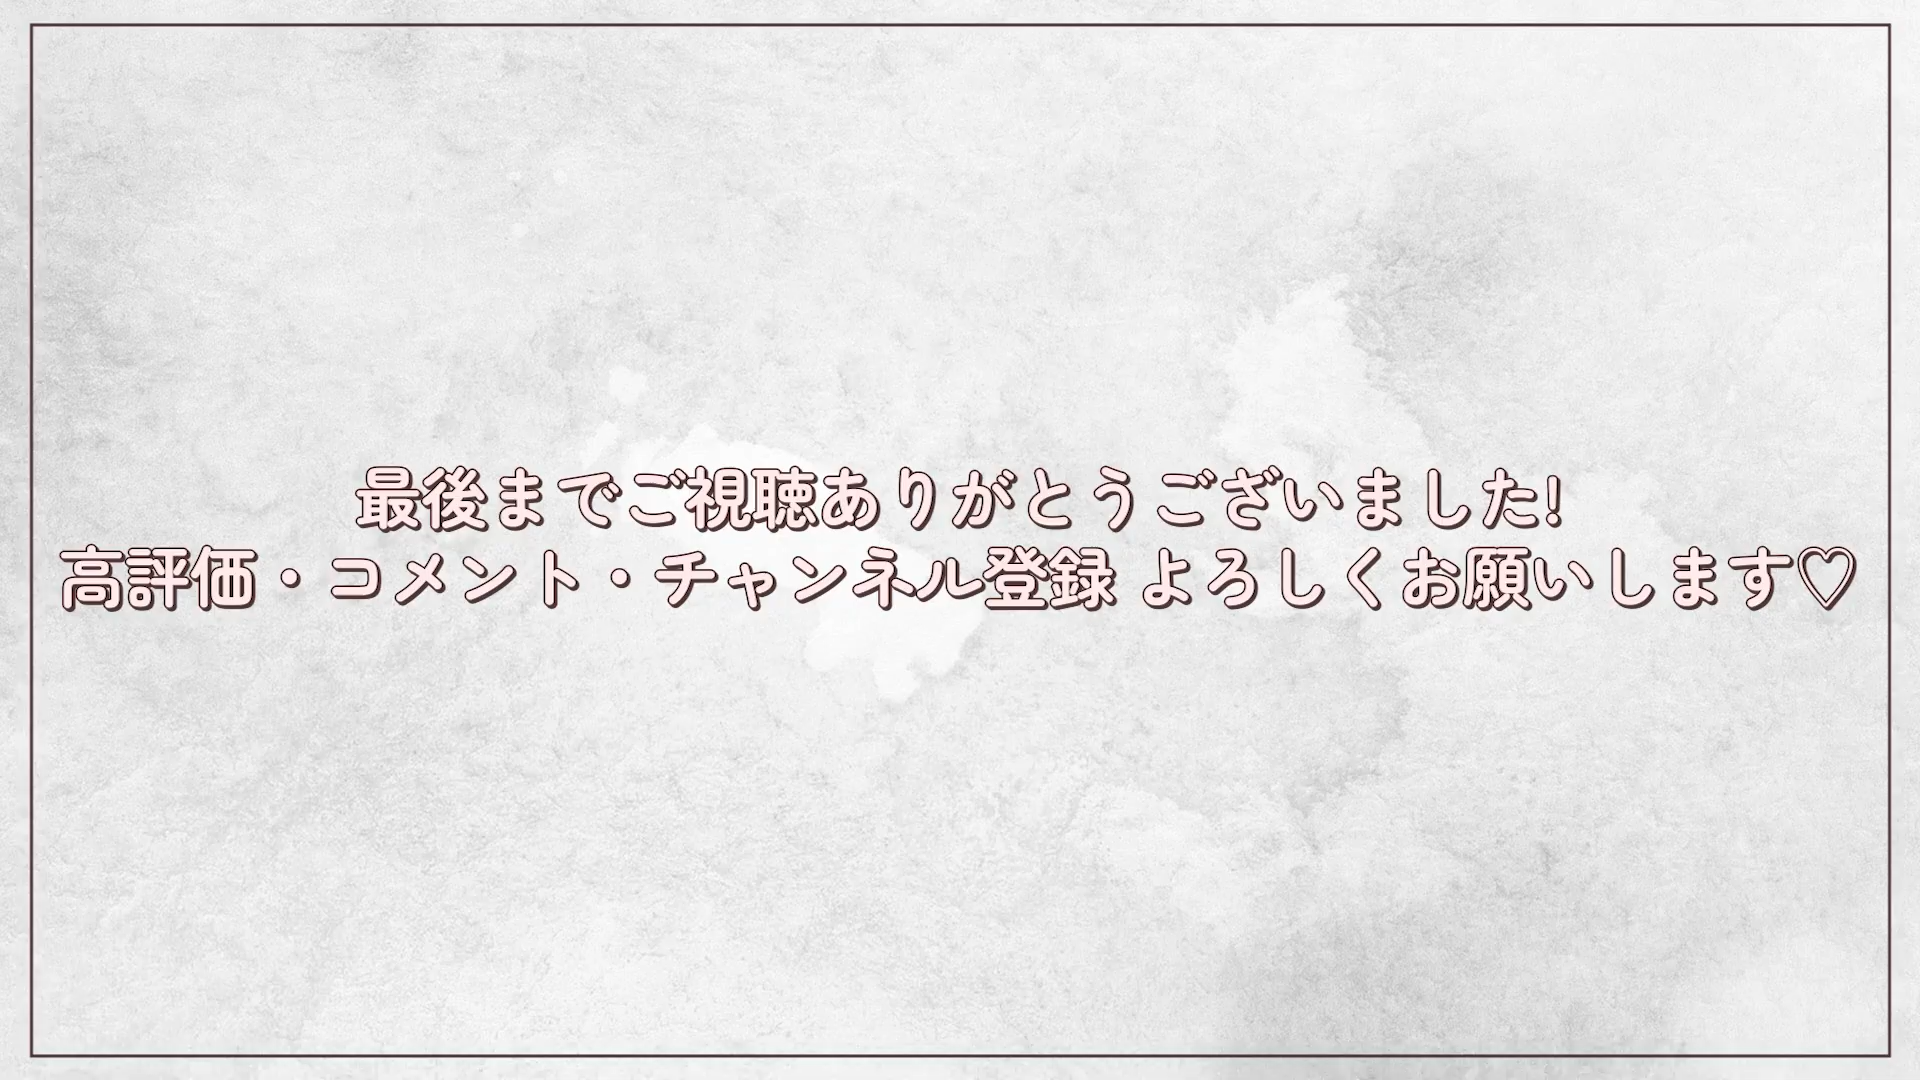 最後までご視聴ありがとうございました!
高評価・コメント・チャンネル登録 よろしくお願いします♡